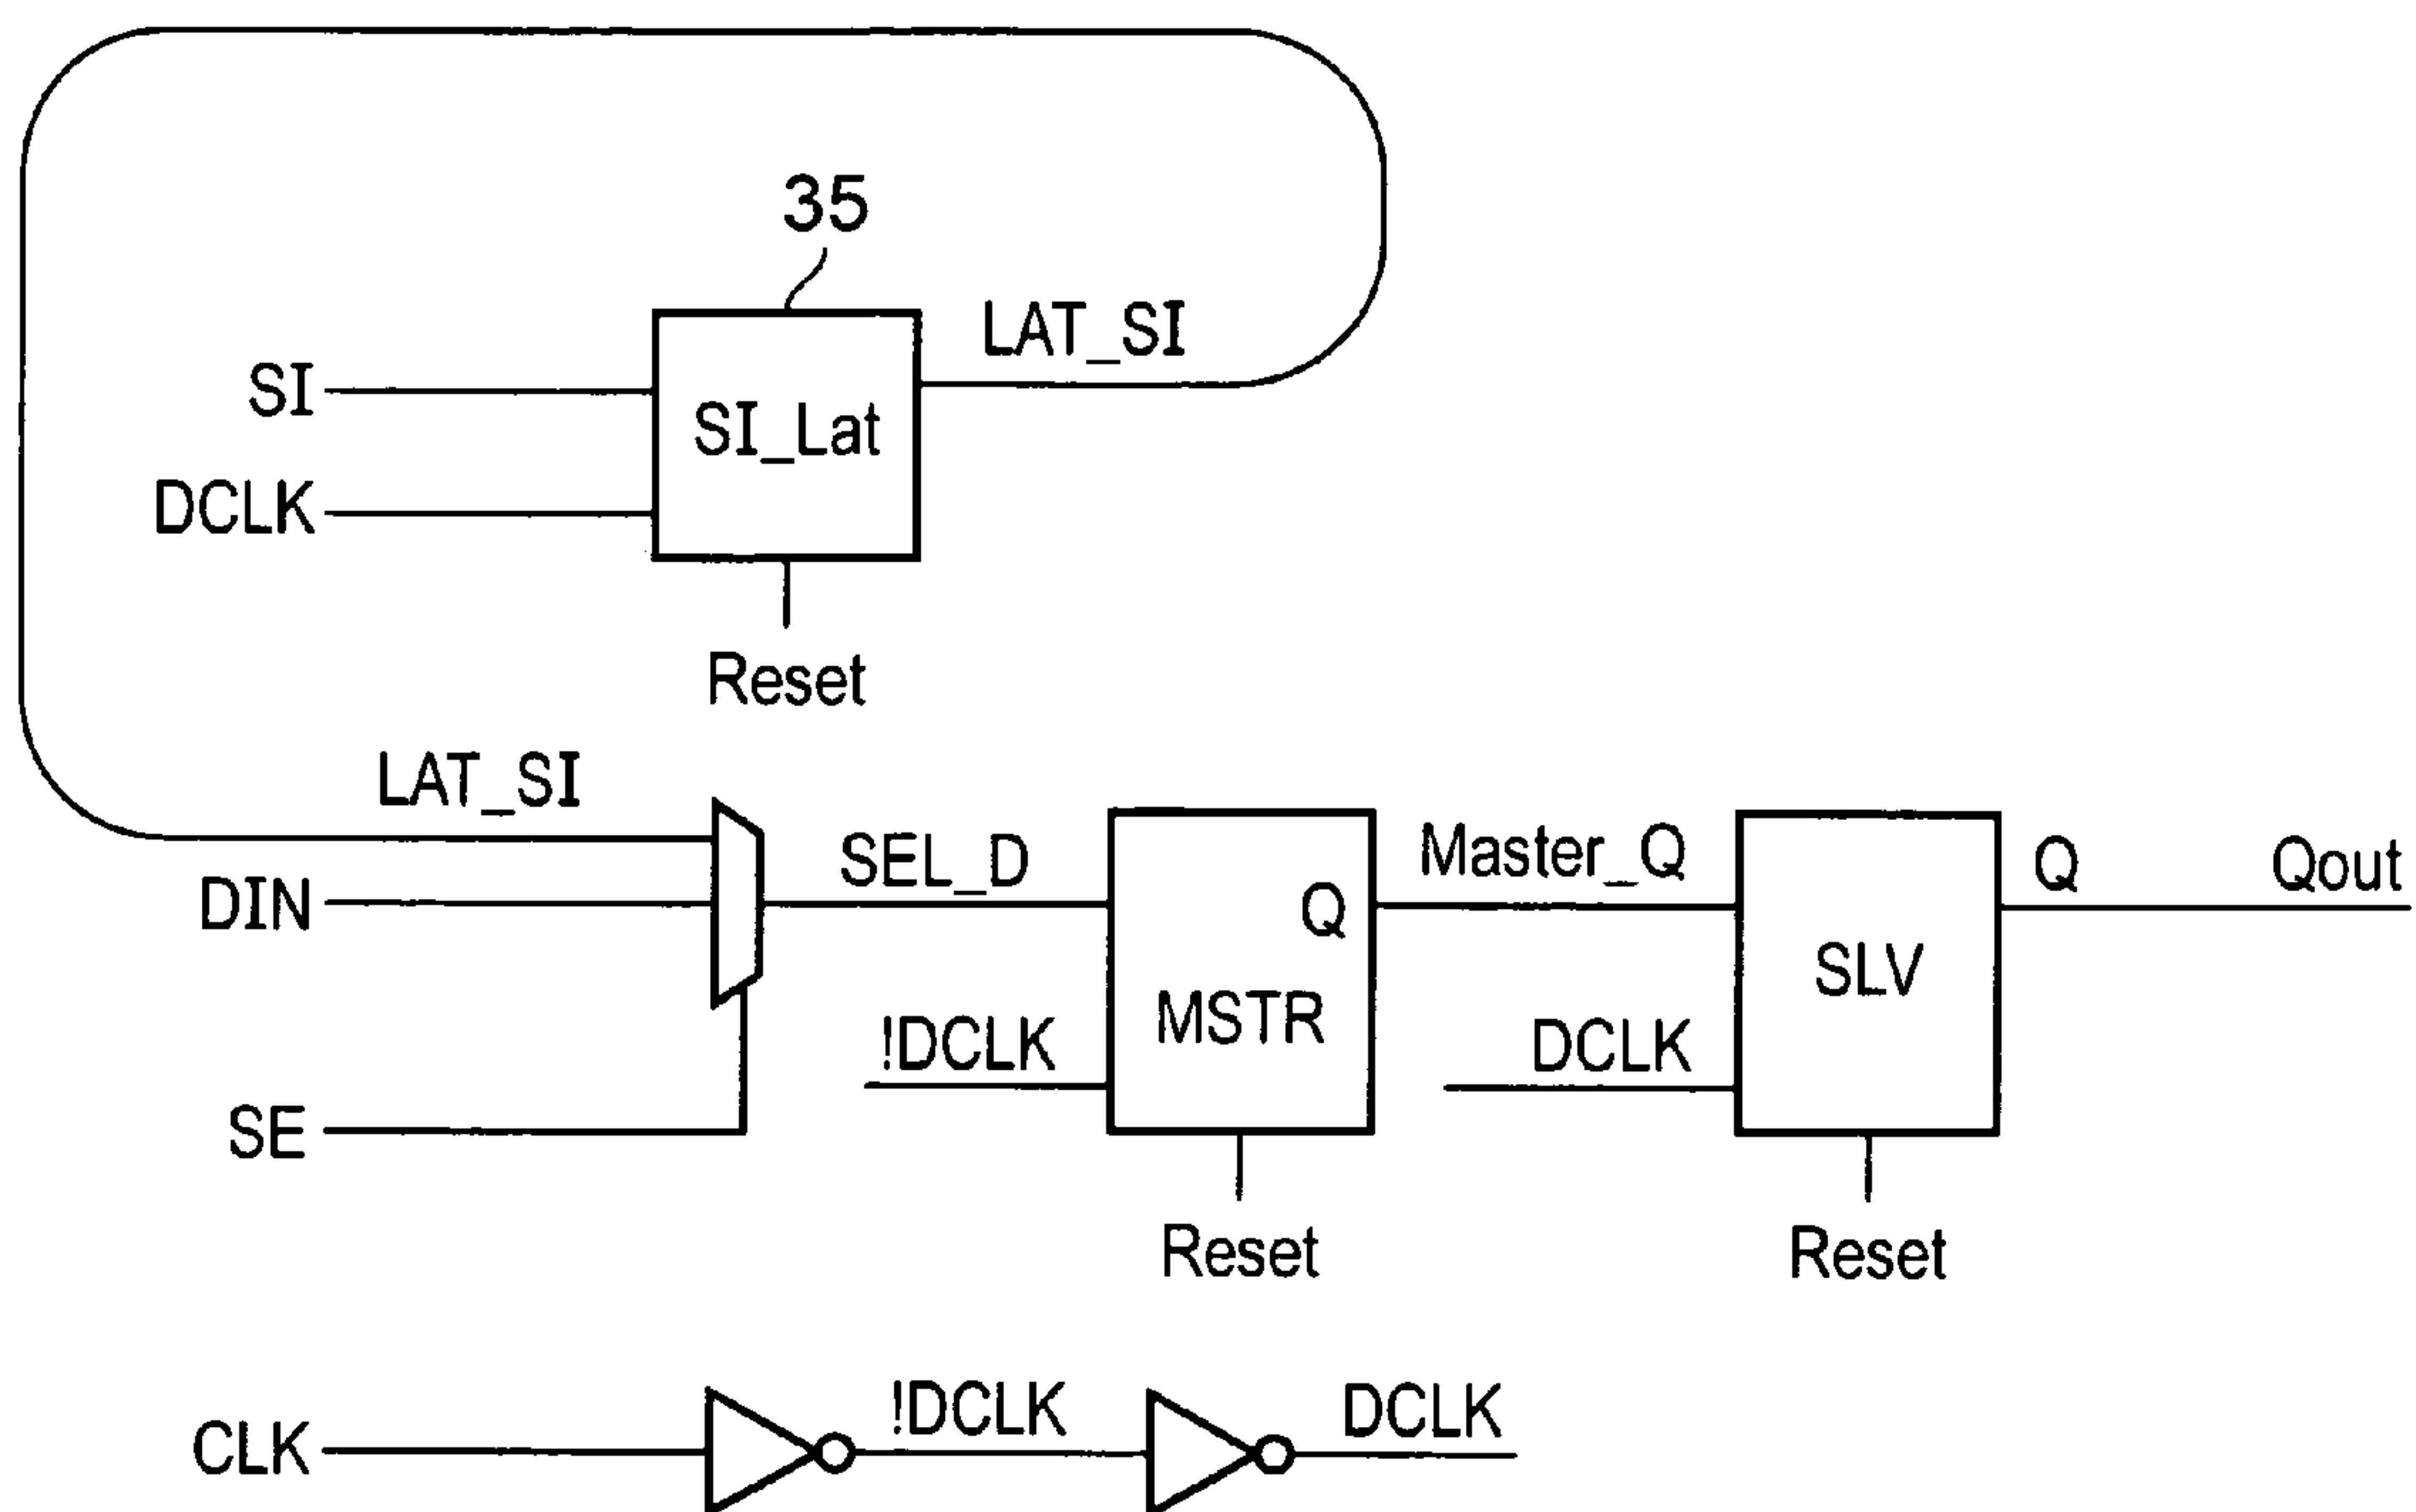 35
LAT_SI
SI
SI_Lat
DCLK
Reset
LAT_SI
DIN
SEL_D
Q
Master_Q
Q
Qout
SLV
MSTR
!DCLK
DCLK
SE
Reset
Reset
CLK
!DCLK
DCLK